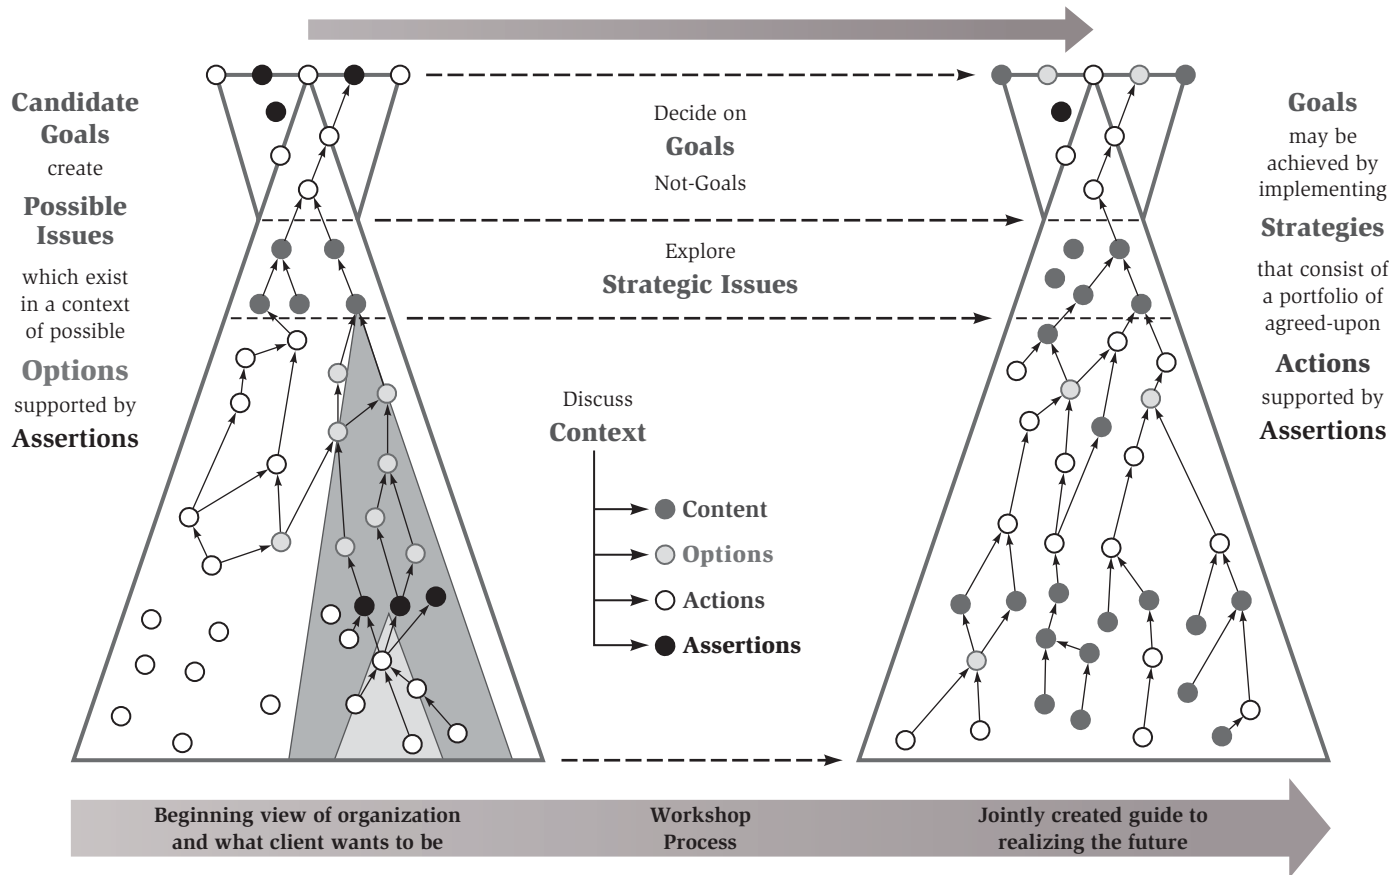 Candidate
Goals
create
Possible
Issues
which exist
in a context
of possible
Options
supported by
Assertions
Decide on
Goals
Not-Goals
Explore
Strategic Issues
Discuss
Context
Content
Options
Actions
Assertions
Goals
may be
achieved by
implementing
Strategies
that consist of
a portfolio of
agreed-upon
Actions
supported by
Assertions
Beginning view of organization
and what client wants to be
Workshop
Process
Jointly created guide to
realizing the future